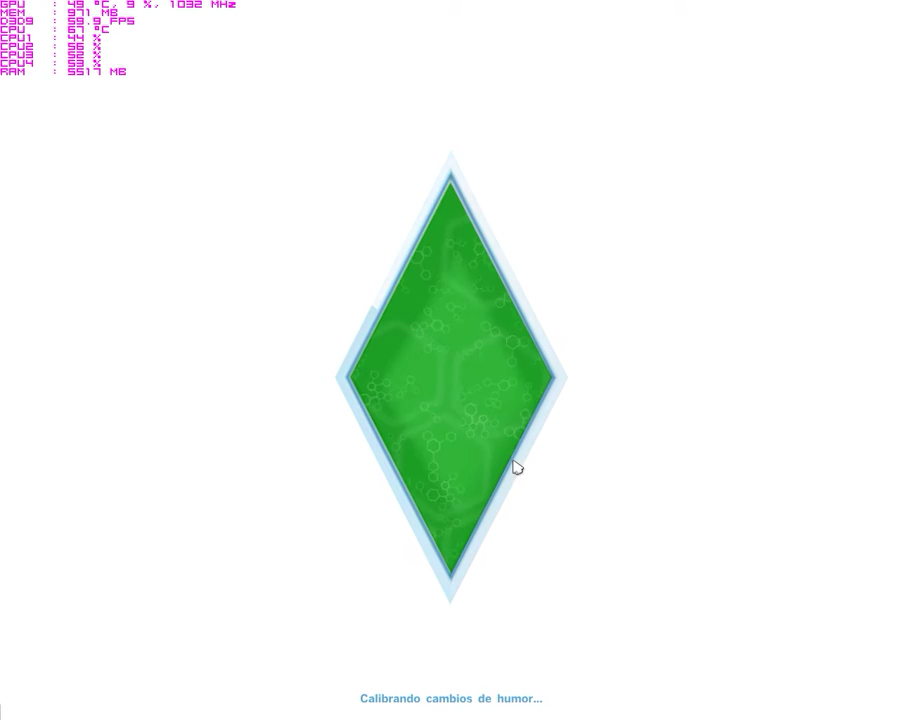 GPU : 49 °C, 9 %, 1032 MHz
MEM : 971 MB
D3D9 : 59.9 FPS
CPU : 67 °C
CPU1 : 44 %
CPU2 : 56 %
CPU3 : 52 %
CPU4 : 53 %
RAM : 5517 MB
Calibrando cambios de humor...